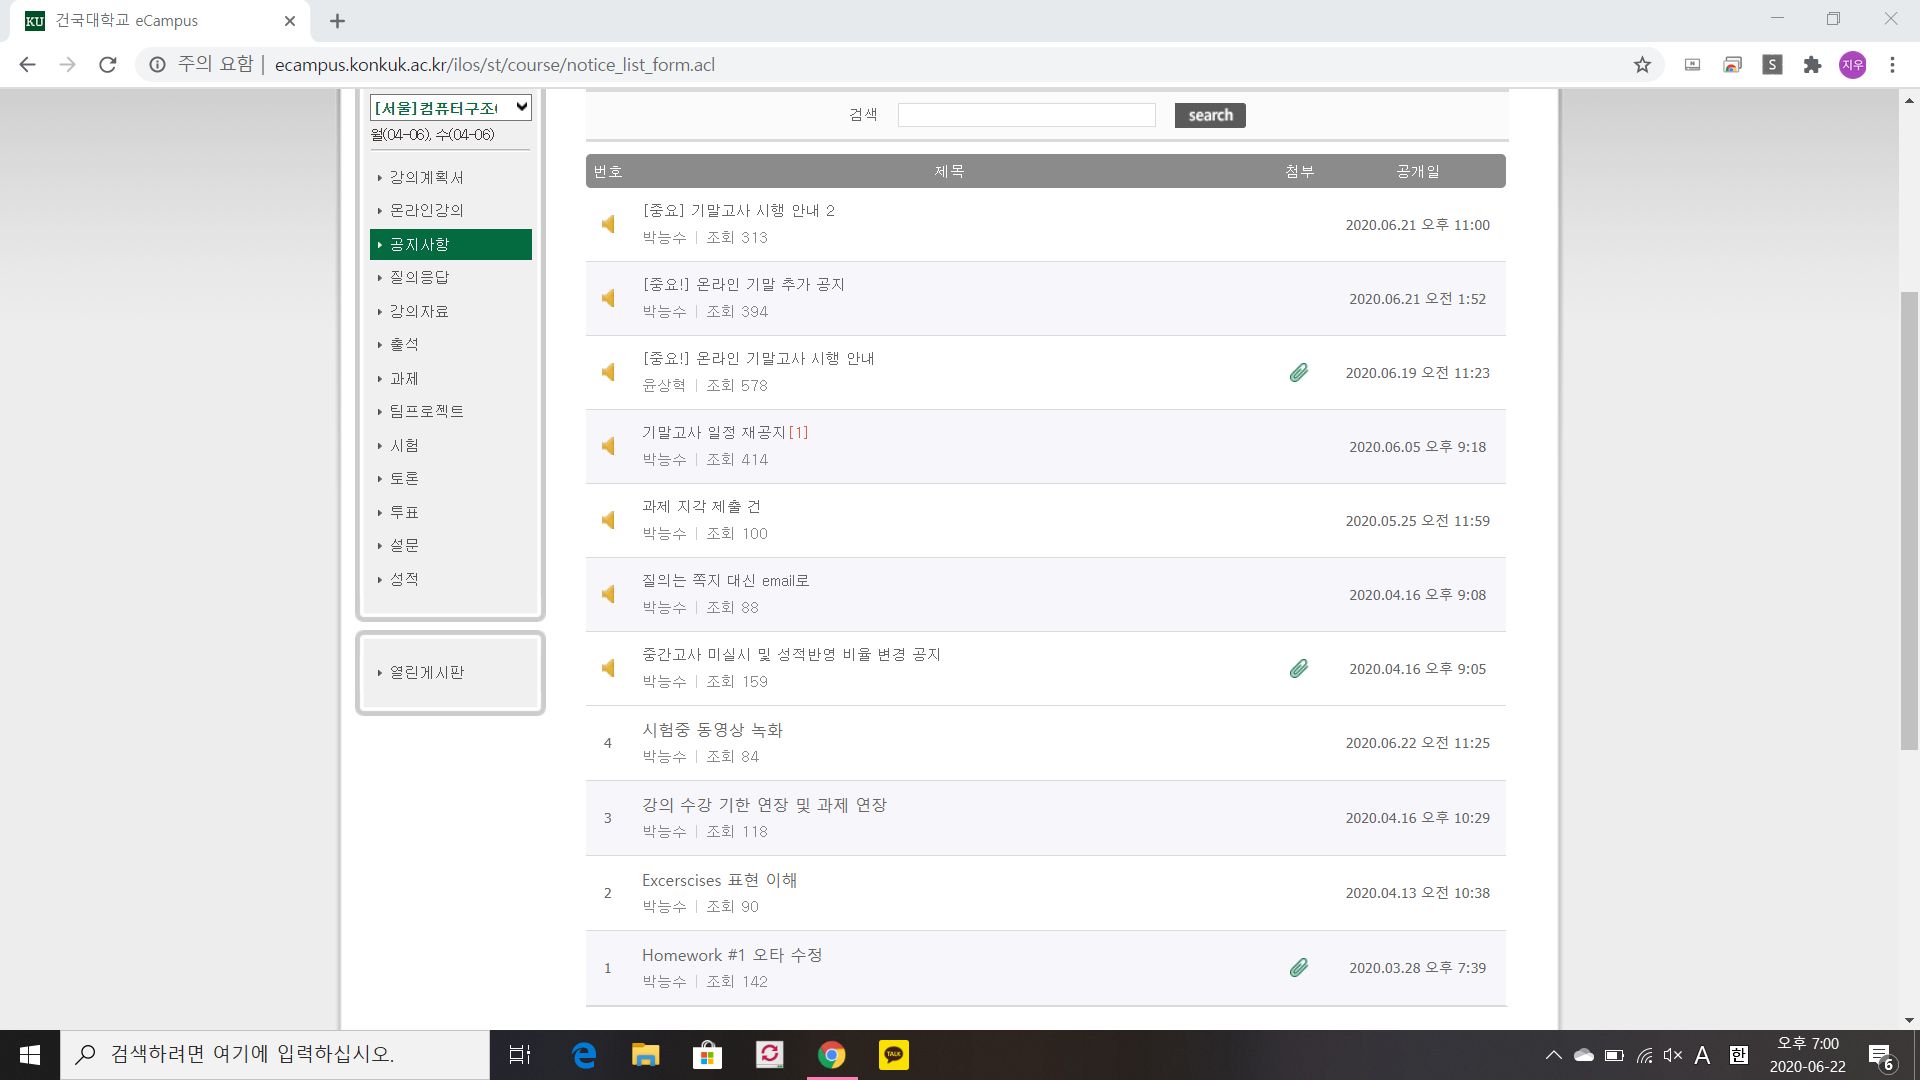 건국대학교 eCampus
주의 요함 | ecampus.konkuk.ac.kr/ilos/st/course/notice_list_form.acl
S
지우
[서울]컴퓨터구조
월(04-06), 수(04-06)
강의계획서
온라인강의
공지사항
질의응답
강의자료
출석
과제
팀프로젝트
시험
토론
투표
설문
성적
열린게시판
검색 search
번호 제목 첨부 공개일
[중요] 기말고사 시행 안내 2
박능수 | 조회 313
2020.06.21 오후 11:00
[중요!] 온라인 기말 추가 공지
박능수 | 조회 394
2020.06.21 오전 1:52
[중요!] 온라인 기말고사 시행 안내
윤상혁 | 조회 578
2020.06.19 오전 11:23
기말고사 일정 재공지[1]
박능수 | 조회 414
2020.06.05 오후 9:18
과제 지각 제출 건
박능수 | 조회 100
2020.05.25 오전 11:59
질의는 쪽지 대신 email로
박능수 | 조회 88
2020.04.16 오후 9:08
중간고사 미실시 및 성적반영 비율 변경 공지
박능수 | 조회 159
2020.04.16 오후 9:05
4
시험중 동영상 녹화
박능수 | 조회 84
2020.06.22 오전 11:25
3
강의 수강 기한 연장 및 과제 연장
박능수 | 조회 118
2020.04.16 오후 10:29
2
Excerscises 표현 이해
박능수 | 조회 90
2020.04.13 오전 10:38
1
Homework #1 오타 수정
박능수 | 조회 142
2020.03.28 오후 7:39
검색하려면 여기에 입력하십시오.
TALK
A
한
오후 7:00
2020-06-22
6